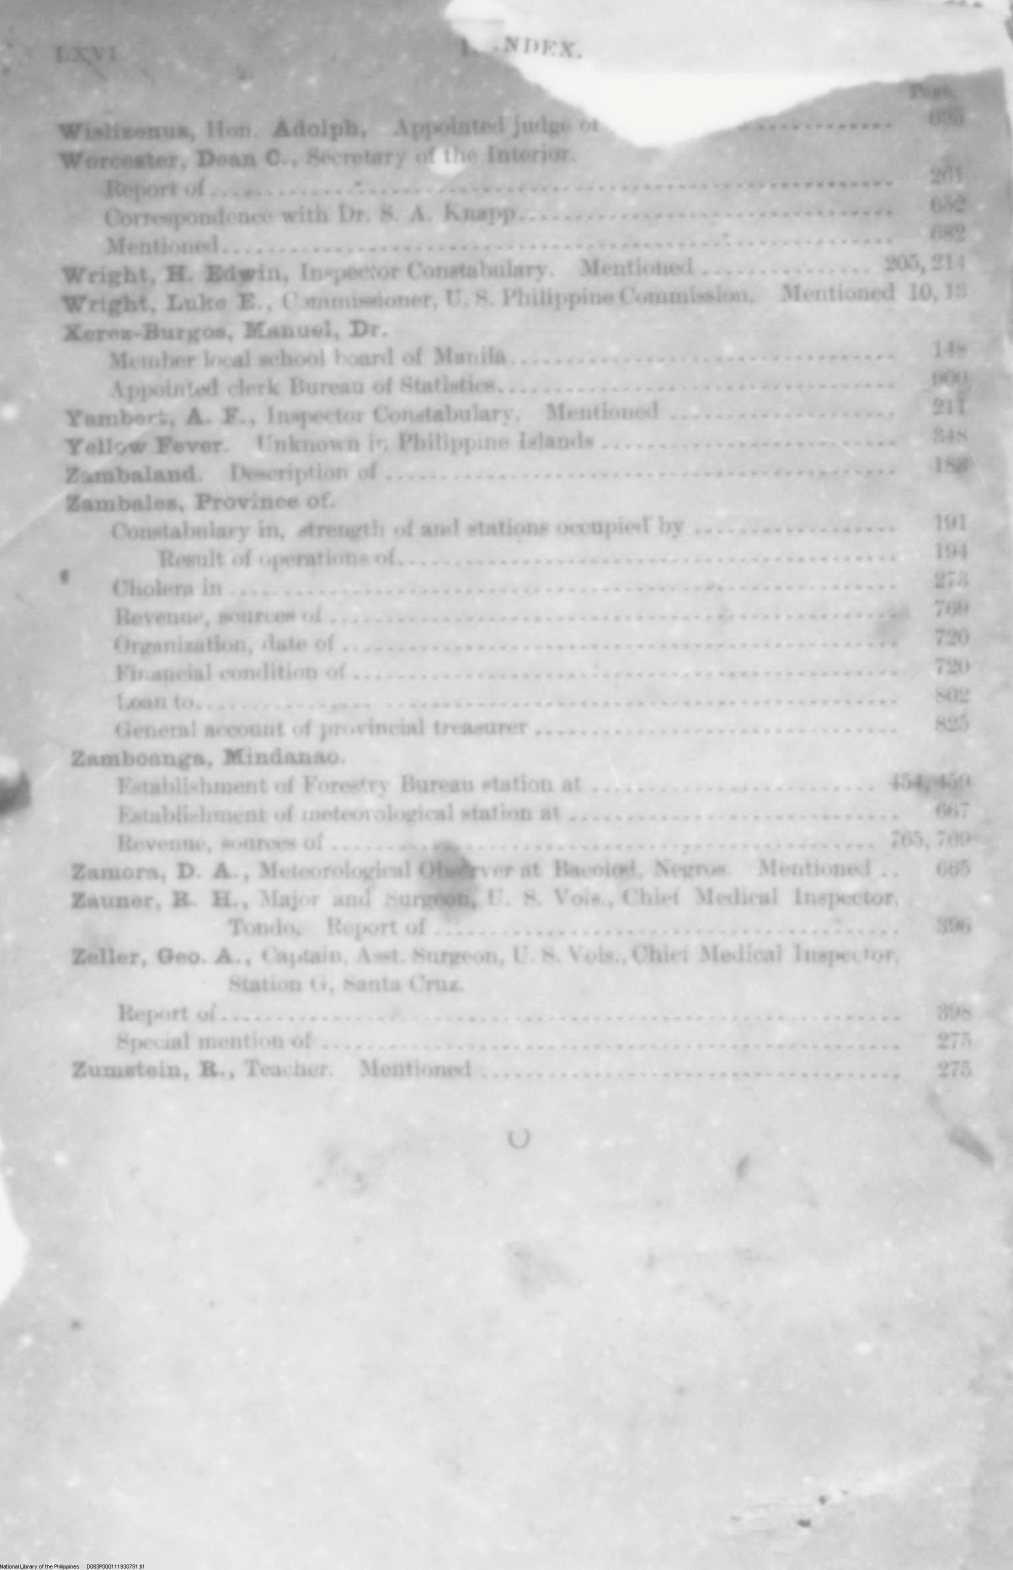 LXVI
NDEX.
Page.
Wislizenus, Hon. Adolph. Appointed judge of
Worcester, Dean C., Secretary of the Interior.
Report of 261
Correspondence with Dr. S. A. Knapp 682
Mentioned 682
Wright, H. Edwin, Inspector Constabulary. Mentioned 205, 214
Wright, Luke E., Commissioner, U. S. Philippine Commission. Mentioned 10, 13
Xerez-Burgos, Manuel, Dr.
Member local school board of Manila 148
Appointed clerk Bureau of Statistics
Yambert, A. F., Inspector Constabulary. Mentioned 211
Yellow Fever. Unknown in Philippine Islands 348
Zambaland. Description of
Zambales, Province of.
Constabulary in, strength of and stations occupied by 191
Result of operations of 194
Cholera in 273
Revenue, sources of 769
Organization, date of 720
Financial condition of 720
Loan to 802
General account of provincial treasurer 825
Zamboanga, Mindanao.
Establishment of Forestry Bureau station at 454, 459
Establishment of meteorological station at 667
Revenue, sources of 765, 769
Zamora, D. A., Meteorological Observer at Bacolod, Negros. Mentioned 665
Zauner, R. H., Major and Surgeon, U. S. Vols., Chief Medical Inspector,
Tondo. Report of 396
Zeller, Geo. A., Captain, Asst. Surgeon, U. S. Vols., Chief Medical Inspector,
Station G, Santa Cruz.
Report of 398
Special mention of 275
Zumstein, R., Teacher. Mentioned 275
National Library of the Philippines